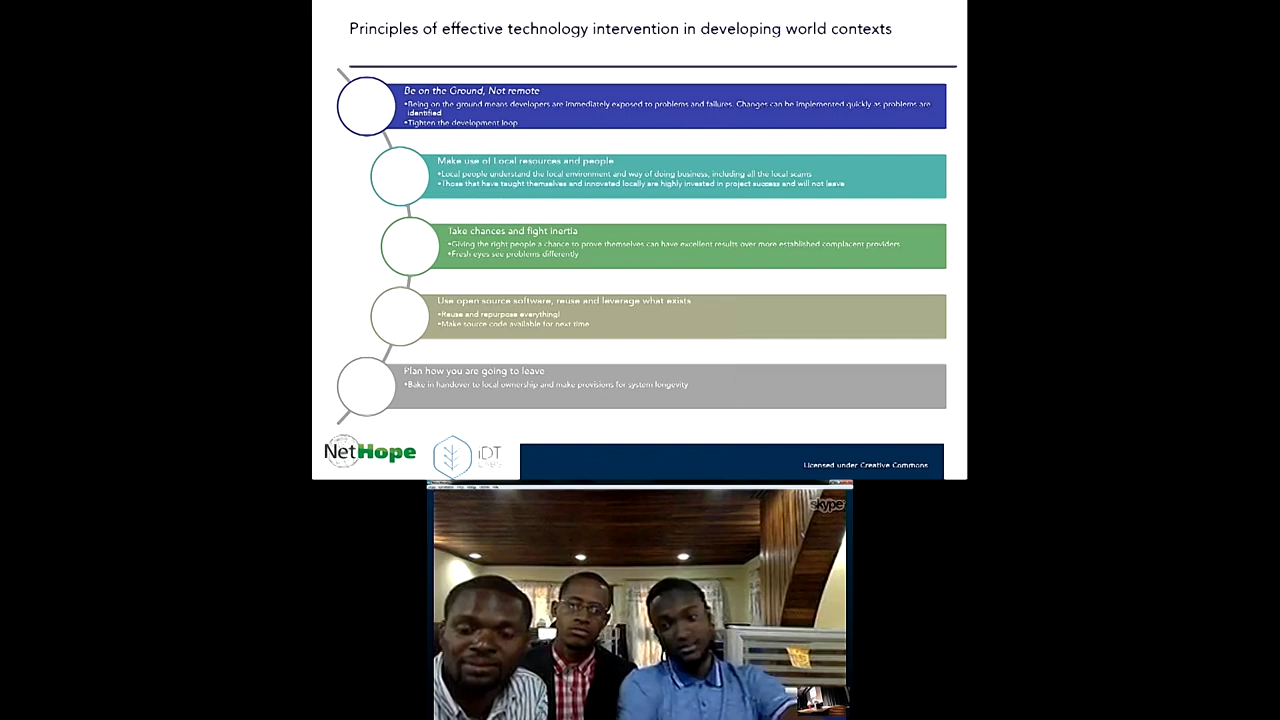 Principles of effective technology intervention in developing world contexts
Be on the Ground, Not remote
•Being on the ground means developers are immediately exposed to problems and failures. Changes can be implemented quickly as problems are
identified
•Tighten the development loop
Make use of Local resources and people
•Local people understand the local environment and way of doing business, including all the local scams
•Those that have taught themselves and innovated locally are highly invested in project success and will not leave
Take chances and fight inertia
•Giving the right people a chance to prove themselves can have excellent results over more established complacent providers
•Fresh eyes see problems differently
Use open source software, reuse and leverage what exists
•Reuse and repurpose everything!
•Make source code available for next time
Plan how you are going to leave
•Bake in handover to local ownership and make provisions for system longevity
NetHope
iDT
LABS
Licensed under Creative Commons
skype